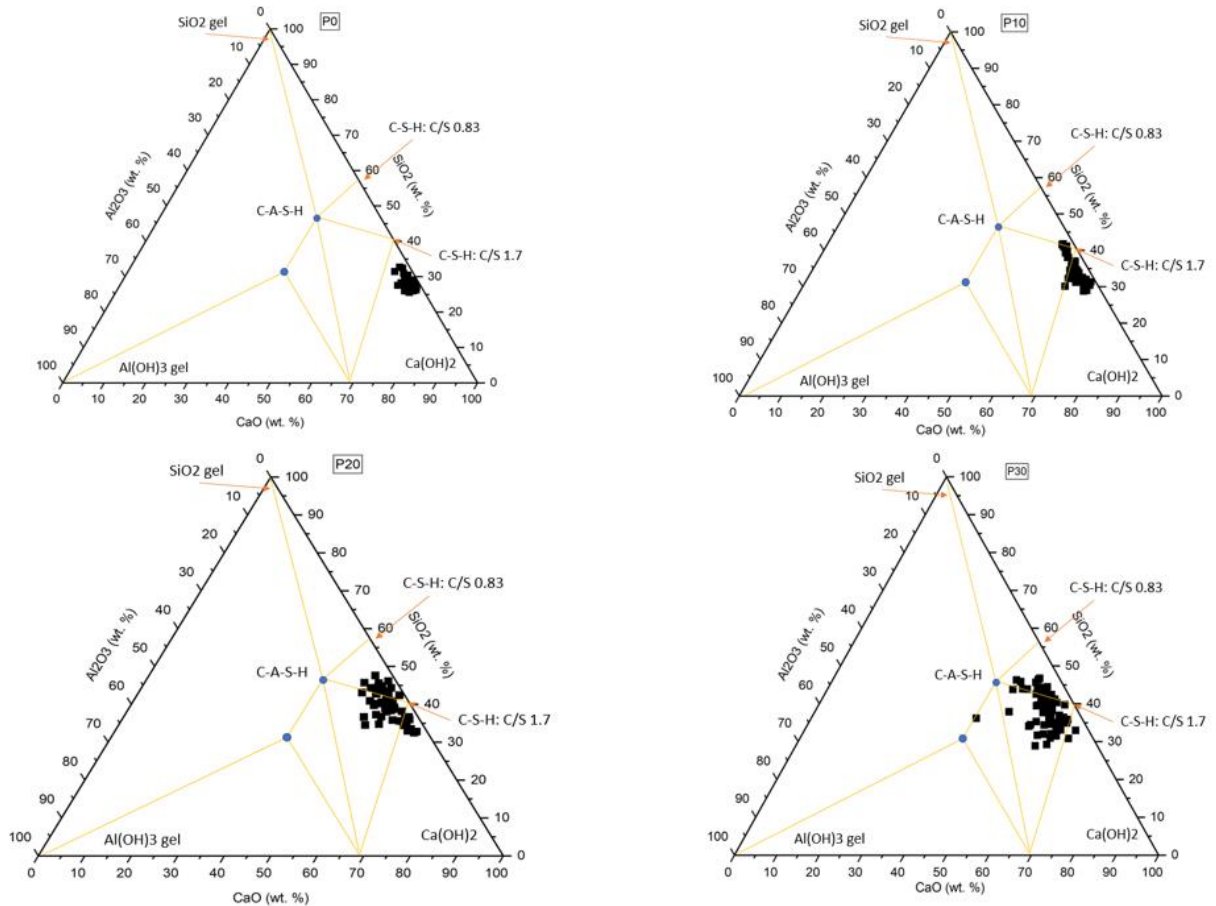 P0
SiO2 gel
0
10
20
30
40
50
60
70
80
90
100
Al2O3 (wt. %)
100
90
80
70
60
50
40
30
20
10
0
SiO2 (wt. %)
C-S-H: C/S 0.83
C-A-S-H
C-S-H: C/S 1.7
Al(OH)3 gel
Ca(OH)2
0 10 20 30 40 50 60 70 80 90 100
CaO (wt. %)
P10
SiO2 gel
0
10
20
30
40
50
60
70
80
90
100
Al2O3 (wt. %)
100
90
80
70
60
50
40
30
20
10
0
SiO2 (wt. %)
C-S-H: C/S 0.83
C-A-S-H
C-S-H: C/S 1.7
Al(OH)3 gel
Ca(OH)2
0 10 20 30 40 50 60 70 80 90 100
CaO (wt. %)
P20
SiO2 gel
0
10
20
30
40
50
60
70
80
90
100
Al2O3 (wt. %)
100
90
80
70
60
50
40
30
20
10
0
SiO2 (wt. %)
C-S-H: C/S 0.83
C-A-S-H
C-S-H: C/S 1.7
Al(OH)3 gel
Ca(OH)2
0 10 20 30 40 50 60 70 80 90 100
CaO (wt. %)
P30
SiO2 gel
0
10
20
30
40
50
60
70
80
90
100
Al2O3 (wt. %)
100
90
80
70
60
50
40
30
20
10
0
SiO2 (wt. %)
C-S-H: C/S 0.83
C-A-S-H
C-S-H: C/S 1.7
Al(OH)3 gel
Ca(OH)2
0 10 20 30 40 50 60 70 80 90 100
CaO (wt. %)